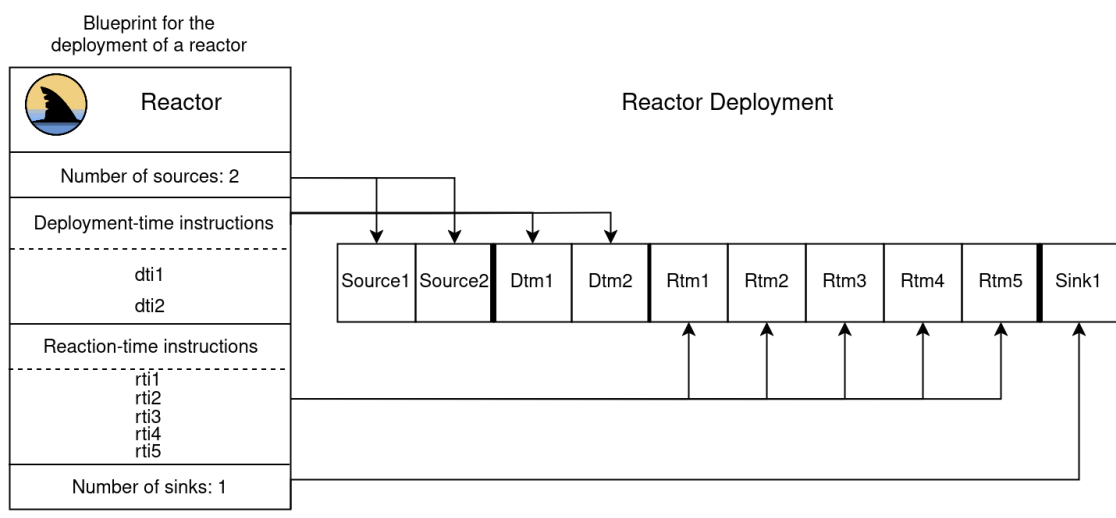 Blueprint for the
deployment of a reactor
Reactor
Reactor Deployment
Number of sources: 2
Deployment-time instructions
dti1
dti2
Source1 Source2 Dtm1 Dtm2 Rtm1 Rtm2 Rtm3 Rtm4 Rtm5 Sink1
Reaction-time instructions
rti1
rti2
rti3
rti4
rti5
Number of sinks: 1